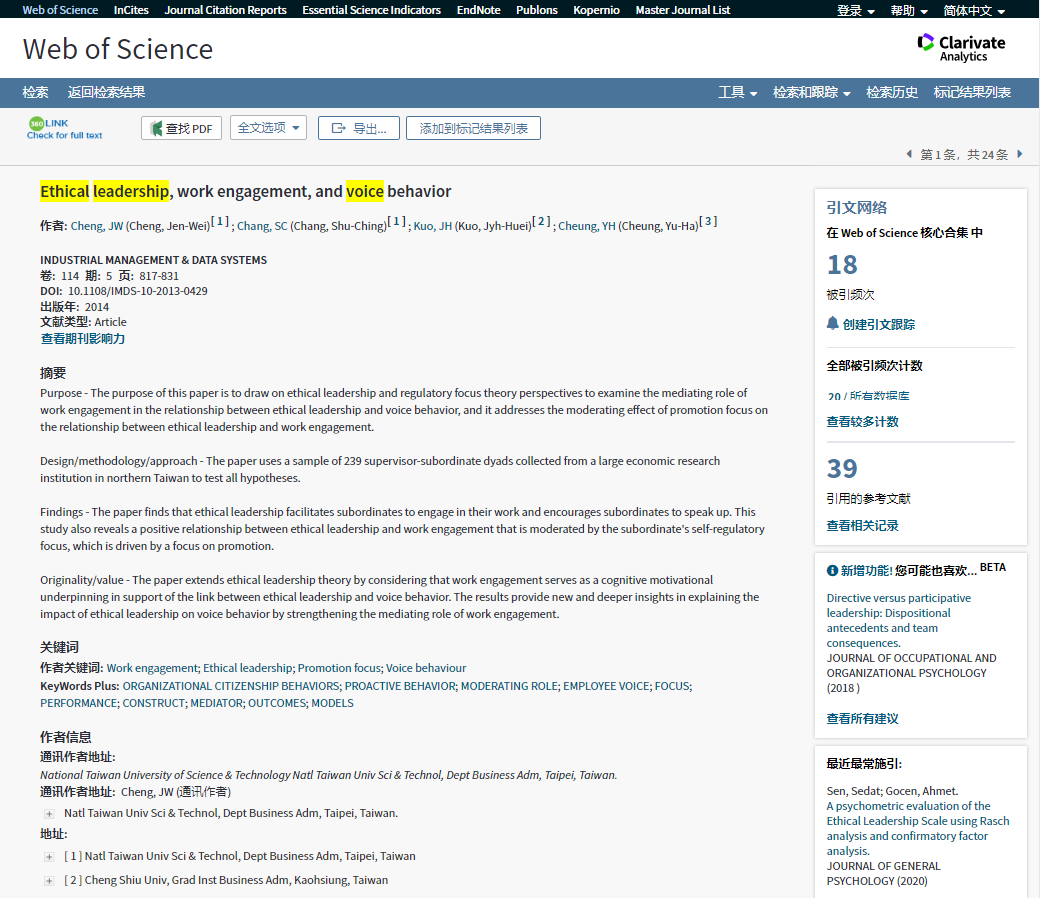 Web of Science InCites Journal Citation Reports Essential Science Indicators EndNote Publons Kopernio Master Journal List 登录 帮助 简体中文
Web of Science
Clarivate
Analytics
检索 返回检索结果 工具 检索和跟踪 检索历史 标记结果列表
360 LINK
Check for full text
查找 PDF 全文选项 导出... 添加到标记结果列表
第 1 条，共 24 条
Ethical leadership, work engagement, and voice behavior
作者: Cheng, JW (Cheng, Jen-Wei)[ 1 ] ; Chang, SC (Chang, Shu-Ching)[ 1 ] ; Kuo, JH (Kuo, Jyh-Huei)[ 2 ] ; Cheung, YH (Cheung, Yu-Ha)[ 3 ]
INDUSTRIAL MANAGEMENT & DATA SYSTEMS
卷: 114 期: 5 页: 817-831
DOI: 10.1108/IMDS-10-2013-0429
出版年: 2014
文献类型: Article
查看期刊影响力
摘要
Purpose - The purpose of this paper is to draw on ethical leadership and regulatory focus theory perspectives to examine the mediating role of
work engagement in the relationship between ethical leadership and voice behavior, and it addresses the moderating effect of promotion focus on
the relationship between ethical leadership and work engagement.
Design/methodology/approach - The paper uses a sample of 239 supervisor-subordinate dyads collected from a large economic research
institution in northern Taiwan to test all hypotheses.
Findings - The paper finds that ethical leadership facilitates subordinates to engage in their work and encourages subordinates to speak up. This
study also reveals a positive relationship between ethical leadership and work engagement that is moderated by the subordinate's self-regulatory
focus, which is driven by a focus on promotion.
Originality/value - The paper extends ethical leadership theory by considering that work engagement serves as a cognitive motivational
underpinning in support of the link between ethical leadership and voice behavior. The results provide new and deeper insights in explaining the
impact of ethical leadership on voice behavior by strengthening the mediating role of work engagement.
关键词
作者关键词: Work engagement; Ethical leadership; Promotion focus; Voice behaviour
KeyWords Plus: ORGANIZATIONAL CITIZENSHIP BEHAVIORS; PROACTIVE BEHAVIOR; MODERATING ROLE; EMPLOYEE VOICE; FOCUS;
PERFORMANCE; CONSTRUCT; MEDIATOR; OUTCOMES; MODELS
作者信息
通讯作者地址:
National Taiwan University of Science & Technology Natl Taiwan Univ Sci & Technol, Dept Business Adm, Taipei, Taiwan.
通讯作者地址: Cheng, JW (通讯作者)
Natl Taiwan Univ Sci & Technol, Dept Business Adm, Taipei, Taiwan.
地址:
[ 1 ] Natl Taiwan Univ Sci & Technol, Dept Business Adm, Taipei, Taiwan
[ 2 ] Cheng Shiu Univ, Grad Inst Business Adm, Kaohsiung, Taiwan
引文网络
在 Web of Science 核心合集 中
18
被引频次
创建引文跟踪
全部被引频次计数
20 / 所有数据库
查看较多计数
39
引用的参考文献
查看相关记录
新增功能! 您可能也喜欢... BETA
Directive versus participative
leadership: Dispositional
antecedents and team
consequences.
JOURNAL OF OCCUPATIONAL AND
ORGANIZATIONAL PSYCHOLOGY
(2018 )
查看所有建议
最近最常施引:
Sen, Sedat; Gocen, Ahmet.
A psychometric evaluation of the
Ethical Leadership Scale using Rasch
analysis and confirmatory factor
analysis.
JOURNAL OF GENERAL
PSYCHOLOGY (2020)